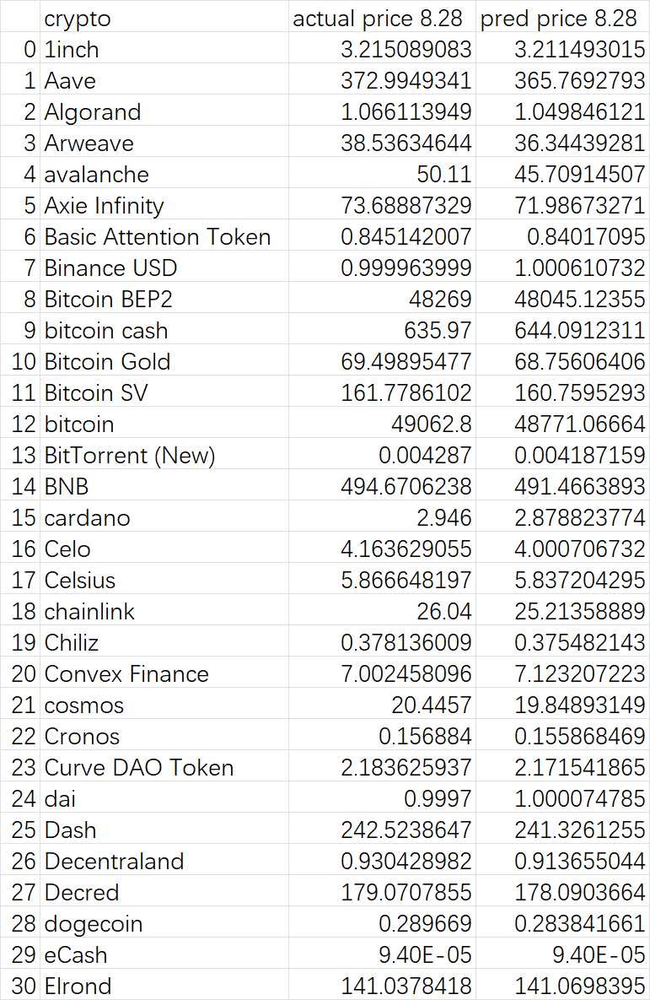 crypto actual price 8.28 pred price 8.28
0 1inch 3.215089083 3.211493015
1 Aave 372.9949341 365.7692793
2 Algorand 1.066113949 1.049846121
3 Arweave 38.53634644 36.34439281
4 avalanche 50.11 45.70914507
5 Axie Infinity 73.68887329 71.98673271
6 Basic Attention Token 0.845142007 0.84017095
7 Binance USD 0.999963999 1.000610732
8 Bitcoin BEP2 48269 48045.12355
9 bitcoin cash 635.97 644.0912311
10 Bitcoin Gold 69.49895477 68.75606406
11 Bitcoin SV 161.7786102 160.7595293
12 bitcoin 49062.8 48771.06664
13 BitTorrent (New) 0.004287 0.004187159
14 BNB 494.6706238 491.4663893
15 cardano 2.946 2.878823774
16 Celo 4.163629055 4.000706732
17 Celsius 5.866648197 5.837204295
18 chainlink 26.04 25.21358889
19 Chiliz 0.378136009 0.375482143
20 Convex Finance 7.002458096 7.123207223
21 cosmos 20.4457 19.84893149
22 Cronos 0.156884 0.155868469
23 Curve DAO Token 2.183625937 2.171541865
24 dai 0.9997 1.000074785
25 Dash 242.5238647 241.3261255
26 Decentraland 0.930428982 0.913655044
27 Decred 179.0707855 178.0903664
28 dogecoin 0.289669 0.283841661
29 eCash 9.40E-05 9.40E-05
30 Elrond 141.0378418 141.0698395